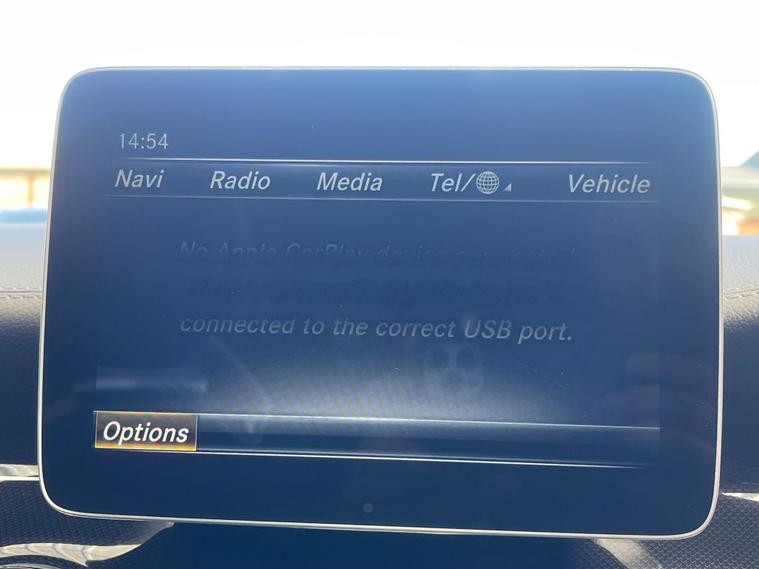 14:54
Navi Radio Media Tel/ Vehicle
No Apple CarPlay device connected.
connected to the correct USB port.
Options